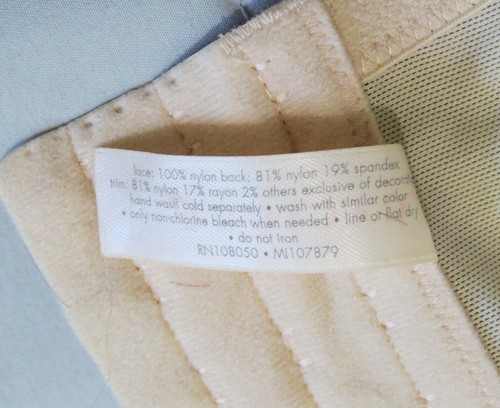 lace: 100% nylon back: 81% nylon 19% spandex
trim: 81% nylon 17% rayon 2% others exclusive of decorat
hand wash cold separately • wash with similar color
• only non-chlorine bleach when needed • line or flat dry
• do not iron
RN108050 • MI107879